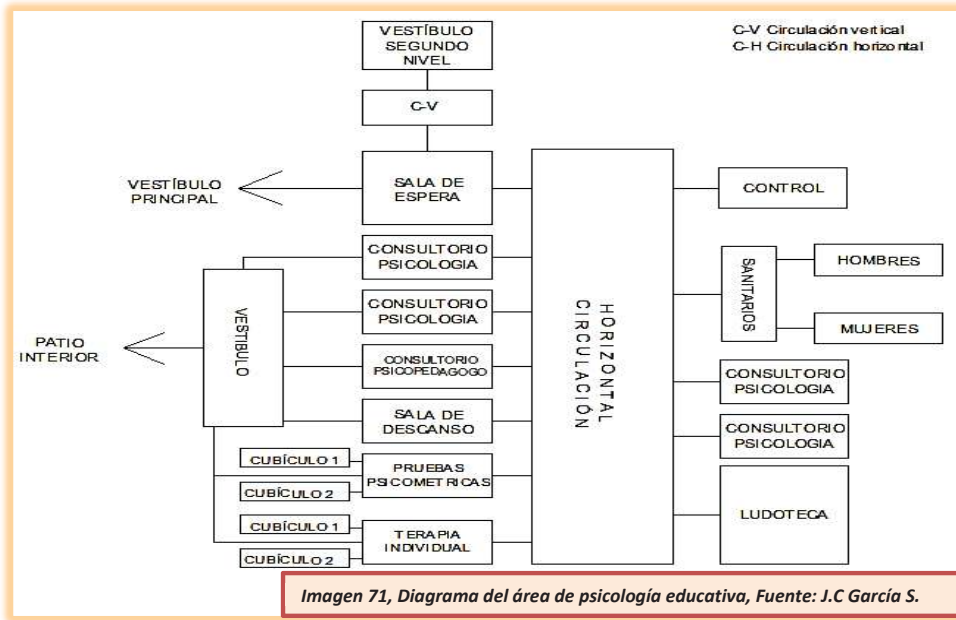 VESTÍBULO
SEGUNDO
NIVEL
C-V Circulación vertical
C-H Circulación horizontal
C-V
VESTÍBULO
PRINCIPAL
SALA DE
ESPERA
CONTROL
CONSULTORIO
PSICOLOGIA
CONSULTORIO
PSICOLOGIA
CONSULTORIO
PSICOPEDAGOGO
SALA DE
DESCANSO
VESTIBULO
PATIO
INTERIOR
CUBÍCULO 1
CUBÍCULO 2
PRUEBAS
PSICOMETRICAS
CUBÍCULO 1
CUBÍCULO 2
TERAPIA
INDIVIDUAL
HORIZONTAL
CIRCULACIÓN
SANITARIOS
HOMBRES
MUJERES
CONSULTORIO
PSICOLOGIA
CONSULTORIO
PSICOLOGIA
LUDOTECA
Imagen 71, Diagrama del área de psicología educativa, Fuente: J.C García S.